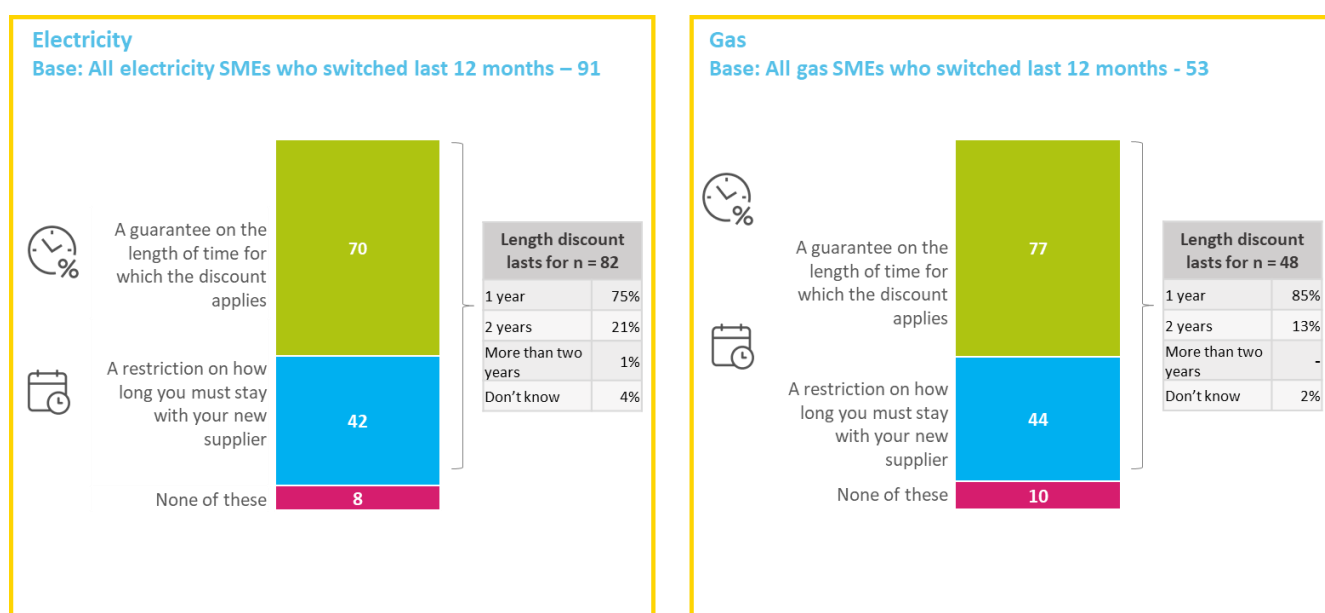 Electricity
Base: All electricity SMEs who switched last 12 months – 91
A guarantee on the
length of time for
which the discount
applies
70
A restriction on how
long you must stay
with your new
supplier
42
None of these
8
%
Length discount
lasts for n = 82
1 year 75%
2 years 21%
More than two
years 1%
Don't know 4%
Gas
Base: All gas SMEs who switched last 12 months - 53
A guarantee on the
length of time for
which the discount
applies
77
A restriction on how
long you must stay
with your new
supplier
44
None of these
10
%
Length discount
lasts for n = 48
1 year 85%
2 years 13%
More than two
years -
Don't know 2%